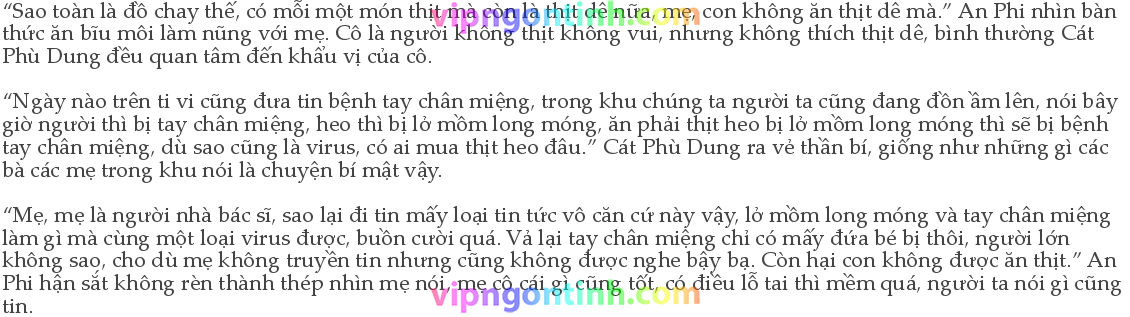 “Sao toàn là đồ chay thế, có mỗi một món thịt mà còn là thịt dê nữa, mẹ, con không ăn thịt dê mà.” An Phi nhìn bàn
thức ăn bĩu môi làm nũng với mẹ. Cô là người không thịt không vui, nhưng không thích thịt dê, bình thường Cát
Phù Dung đều quan tâm đến khẩu vị của cô.
“Ngày nào trên ti vi cũng đưa tin bệnh tay chân miệng, trong khu chúng ta người ta cũng đang đồn ầm lên, nói bây
giờ người thì bị tay chân miệng, heo thì bị lở mồm long móng, ăn phải thịt heo bị lở mồm long móng thì sẽ bị bệnh
tay chân miệng, dù sao cũng là virus, có ai mua thịt heo đâu.” Cát Phù Dung ra vẻ thần bí, giống như những gì các
bà các mẹ trong khu nói là chuyện bí mật vậy.
“Mẹ, mẹ là người nhà bác sĩ, sao lại đi tin mấy loại tin tức vô căn cứ này vậy, lở mồm long móng và tay chân miệng
làm gì mà cùng một loại virus được, buồn cười quá. Vả lại tay chân miệng chỉ có mấy đứa bé bị thôi, người lớn
không sao, cho dù mẹ không truyền tin nhưng cũng không được nghe bậy bạ. Còn hại con không được ăn thịt.” An
Phi hận sắt không rèn thành thép nhìn mẹ nói, mẹ cô cái gì cũng tốt, có điều lỗ tai thì mềm quá, người ta nói gì cũng
tin.
vipngontinh.com
vipngontinh.com